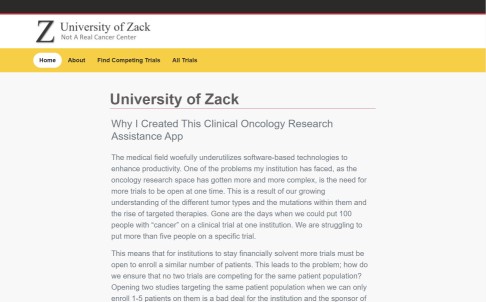 Z University of Zack
Not A Real Cancer Center
Home About Find Competing Trials All Trials
University of Zack
Why I Created This Clinical Oncology Research
Assistance App
The medical field woefully underutilizes software-based technologies to
enhance productivity. One of the problems my institution has faced, as the
oncology research space has gotten more and more complex, is the need for
more trials to be open at one time. This is a result of our growing
understanding of the different tumor types and the mutations within them and
the rise of targeted therapies. Gone are the days when we could put 100
people with “cancer” on a clinical trial at one institution. We are struggling to
put more than five people on a specific trial.
This means that for institutions to stay financially solvent more trials must be
open to enroll a similar number of patients. This leads to the problem; how do
we ensure that no two trials are competing for the same patient population?
Opening two studies targeting the same patient population when we can only
enroll 1-5 patients on them is a bad deal for the institution and the sponsor of